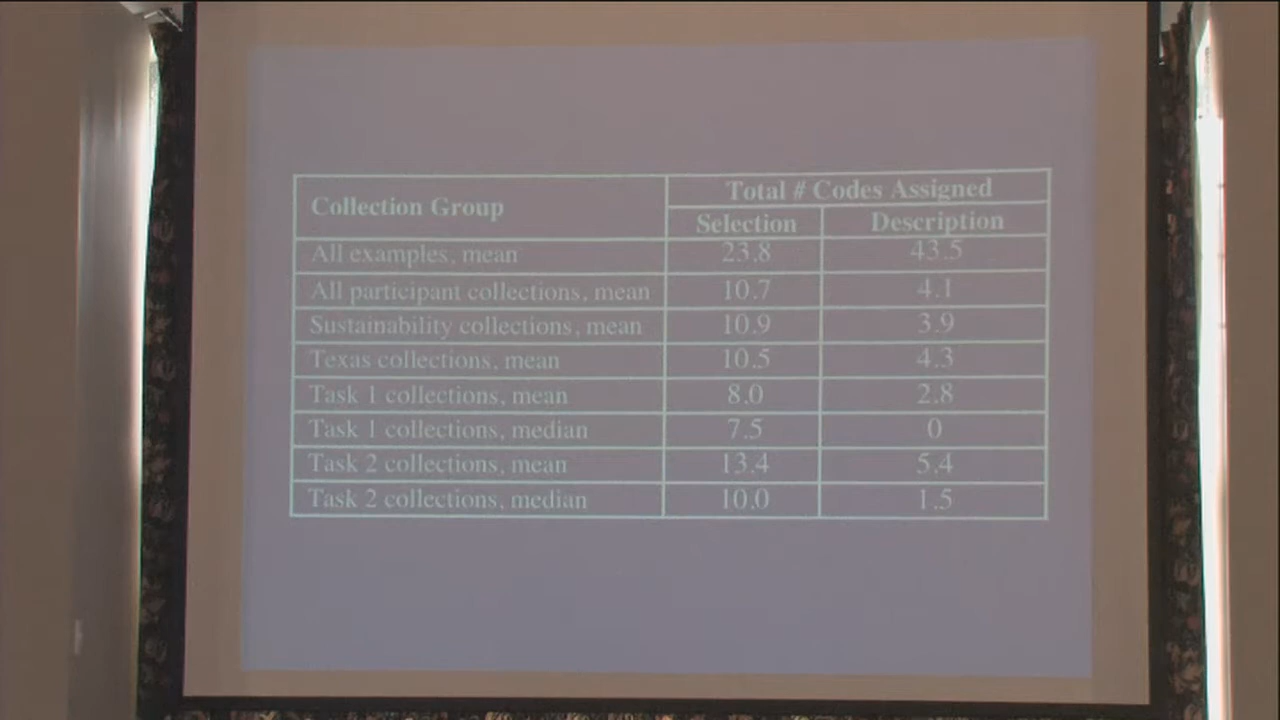 Collection Group
Total # Codes Assigned
Selection Description
All examples, mean 23.8 43.5
All participant collections, mean 10.7 4.1
Sustainability collections, mean 10.9 3.9
Texas collections, mean 10.5 4.3
Task 1 collections, mean 8.0 2.8
Task 1 collections, median 7.5 0
Task 2 collections, mean 13.4 5.4
Task 2 collections, median 10.0 1.5